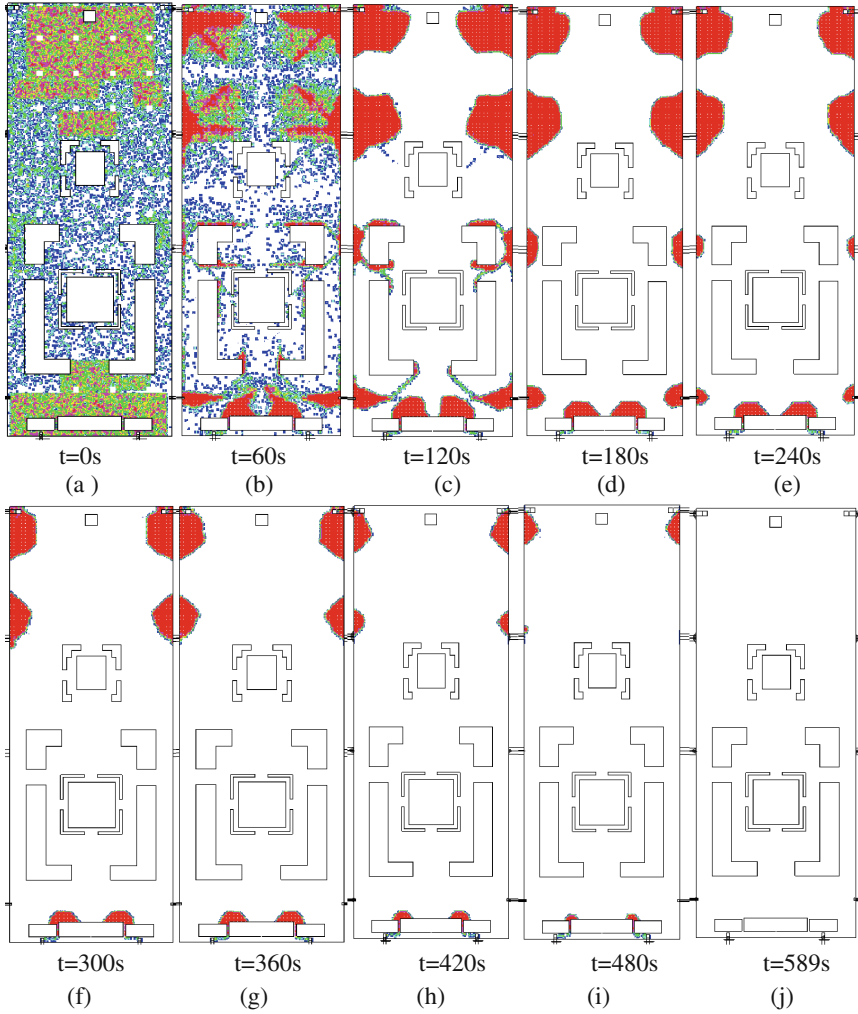 t=0s t=60s t=120s t=180s t=240s
(a ) (b) (c) (d) (e)
t=300s t=360s t=420s t=480s t=589s
(f) (g) (h) (i) (j)